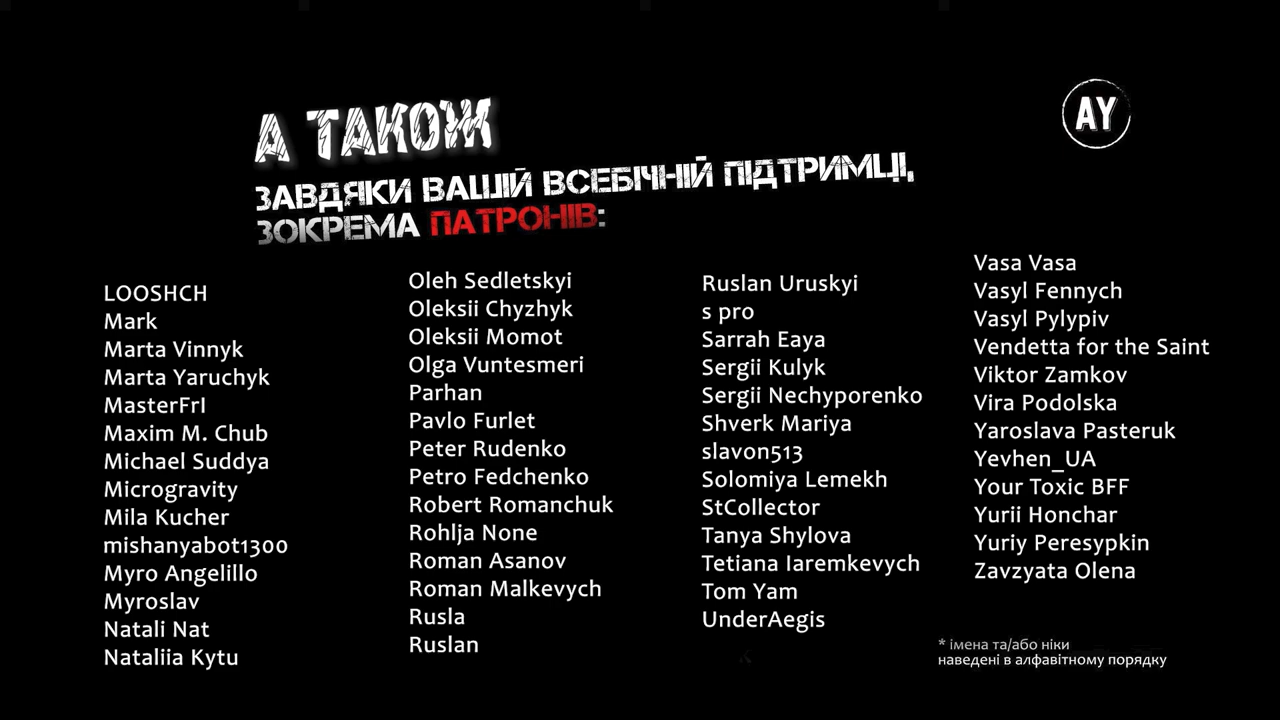 А ТАКОЖ
ЗАВДЯКИ ВАШІЙ ВСЕБІЧНІЙ ПІДТРИМЦІ,
ЗОКРЕМА ПАТРОНІВ:
АУ
LOOSHCH
Mark
Marta Vinnyk
Marta Yaruchyk
MasterFrI
Maxim M. Chub
Michael Suddya
Microgravity
Mila Kucher
mishanyabot1300
Myro Angelillo
Myroslav
Natali Nat
Nataliia Kytu
Oleh Sedletskyi
Oleksii Chyzhyk
Oleksii Momot
Olga Vuntesmeri
Parhan
Pavlo Furlet
Peter Rudenko
Petro Fedchenko
Robert Romanchuk
Rohlja None
Roman Asanov
Roman Malkevych
Rusla
Ruslan
Ruslan Uruskyi
s pro
Sarrah Eaya
Sergii Kulyk
Sergii Nechyporenko
Shverk Mariya
slavon513
Solomiya Lemekh
StCollector
Tanya Shylova
Tetiana Iaremkevych
Tom Yam
UnderAegis
Vasa Vasa
Vasyl Fennych
Vasyl Pylypiv
Vendetta for the Saint
Viktor Zamkov
Vira Podolska
Yaroslava Pasteruk
Yevhen_UA
Your Toxic BFF
Yurii Honchar
Yuriy Peresypkin
Zavzyata Olena
* імена та/або ніки
наведені в алфавітному порядку